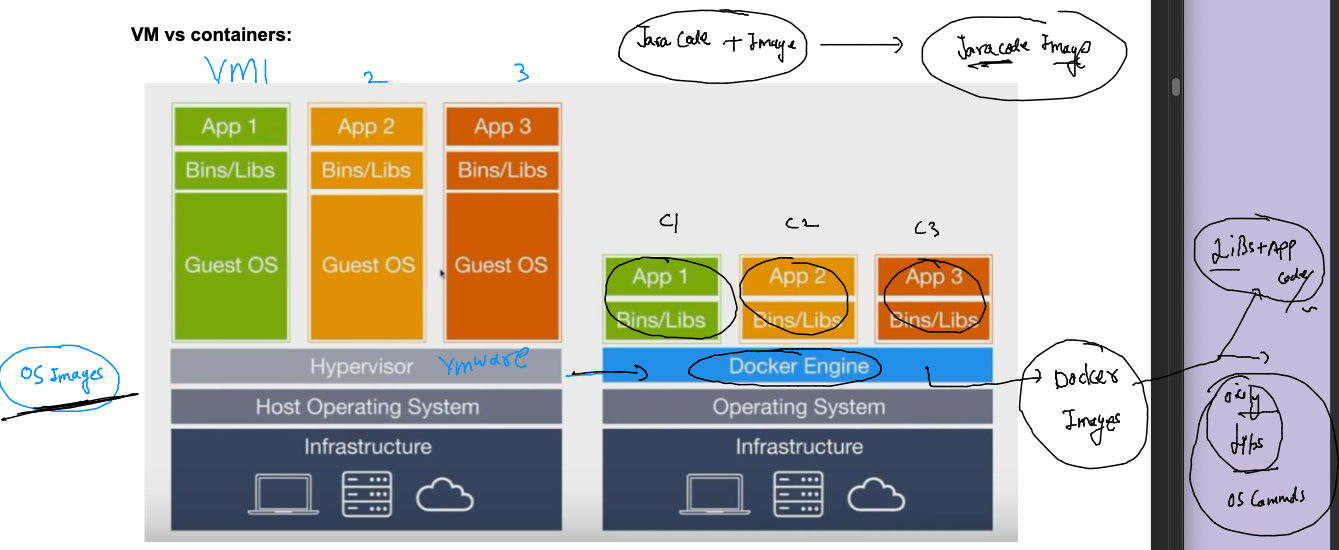 VM vs containers:
Java Code + Image
Javacode Image
VM1
2
3
App 1
App 2
App 3
Bins/Libs
Bins/Libs
Bins/Libs
Guest OS
Guest OS
Guest OS
C1
C2
C3
App 1
App 2
App 3
Bins/Libs
Bins/Libs
Bins/Libs
Libs + App
code
OS Images
Hypervisor
vmware
Docker Engine
Docker
Images
Host Operating System
Operating System
only
Libs
OS Commds
Infrastructure
Infrastructure